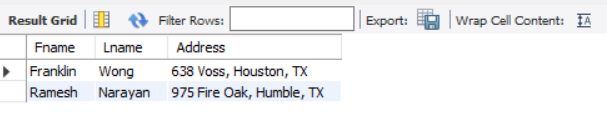 Result Grid Filter Rows: Export: Wrap Cell Content: IA
Fname Lname Address
Franklin Wong 638 Voss, Houston, TX
Ramesh Narayan 975 Fire Oak, Humble, TX